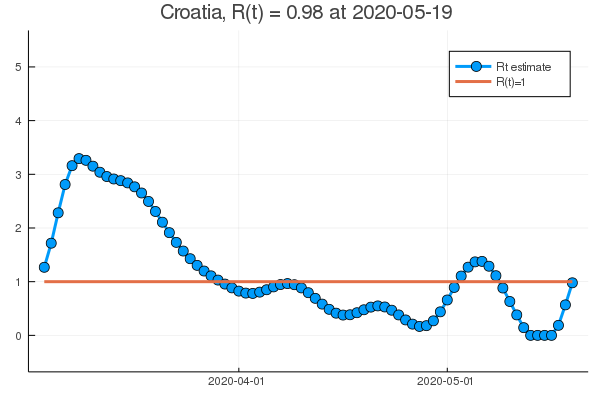 Croatia, R(t) = 0.98 at 2020-05-19
5
4
3
2
1
0
Rt estimate
R(t)=1
2020-04-01
2020-05-01